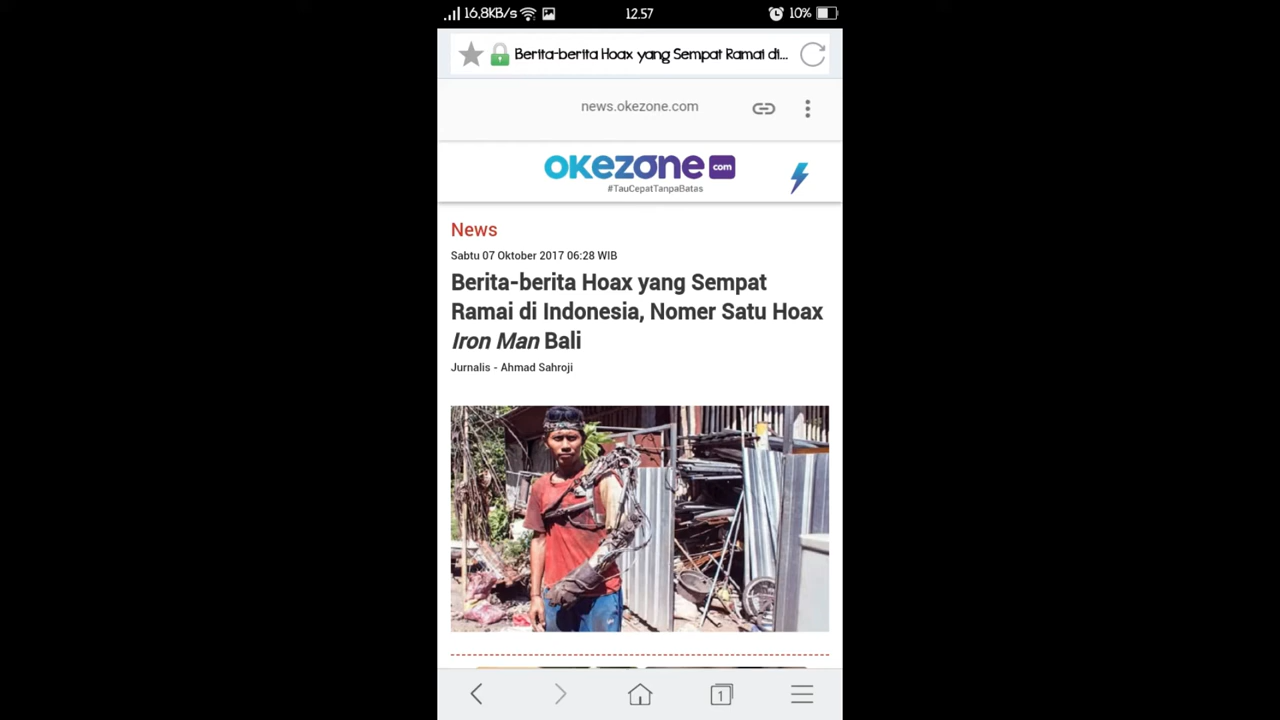 16,8KB/s 12.57 10%
Berita-berita Hoax yang Sempat Ramai di...
news.okezone.com
okezone com
#TauCepatTanpaBatas
News
Sabtu 07 Oktober 2017 06:28 WIB
Berita-berita Hoax yang Sempat
Ramai di Indonesia, Nomer Satu Hoax
Iron Man Bali
Jurnalis - Ahmad Sahroji
1